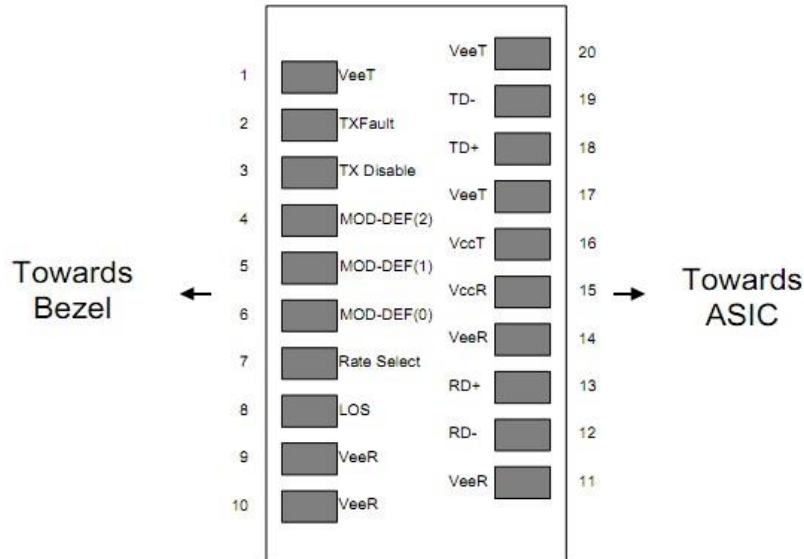 VeeT 20
1 VeeT
TD- 19
2 TXFault
TD+ 18
3 TX Disable
VeeT 17
4 MOD-DEF(2)
VccT 16
5 MOD-DEF(1)
VccR 15
6 MOD-DEF(0)
VeeR 14
7 Rate Select
RD+ 13
8 LOS
RD- 12
9 VeeR
VeeR 11
10 VeeR
Towards
Bezel
Towards
ASIC